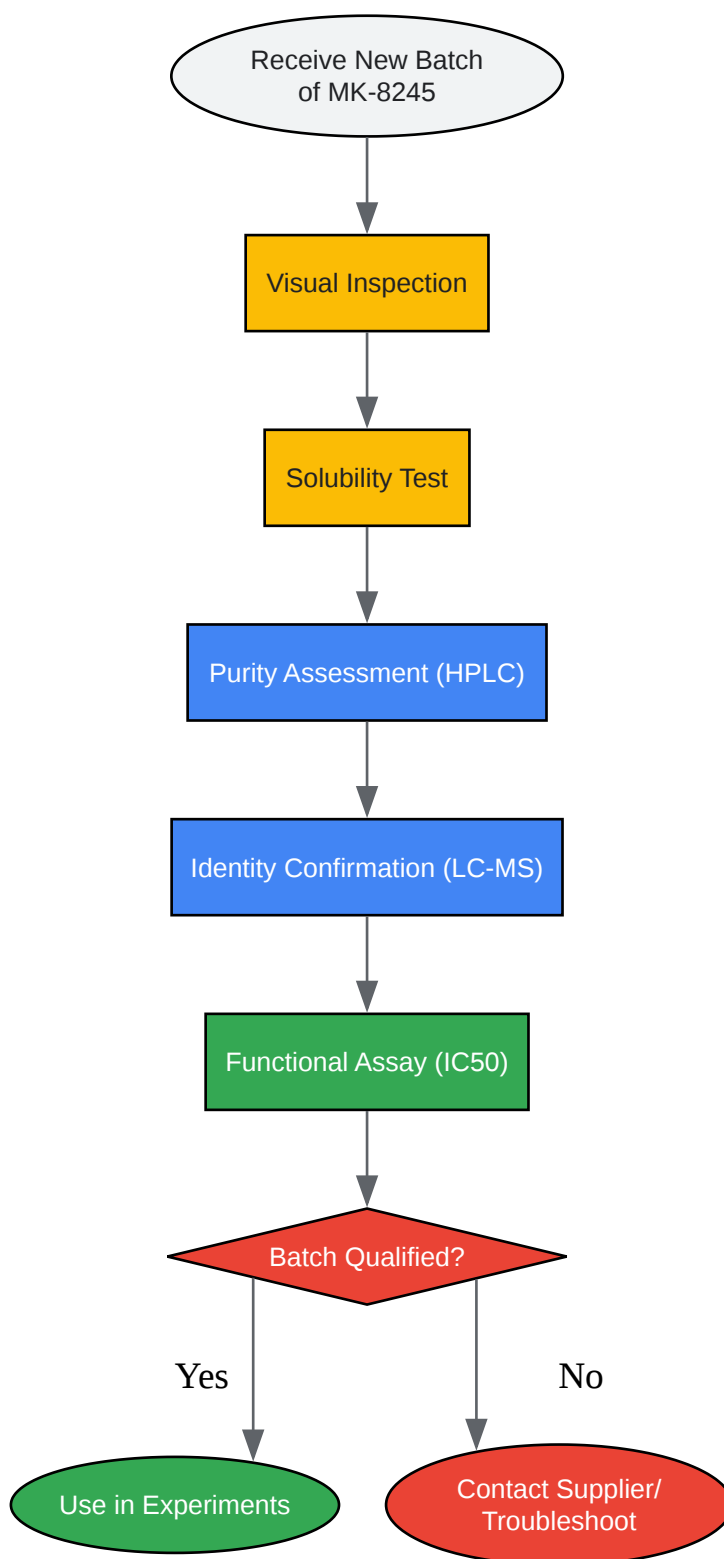 Receive New Batch
of MK-8245
Visual Inspection
Solubility Test
Purity Assessment (HPLC)
Identity Confirmation (LC-MS)
Functional Assay (IC50)
Batch Qualified?
Yes
No
Use in Experiments
Contact Supplier/
Troubleshoot